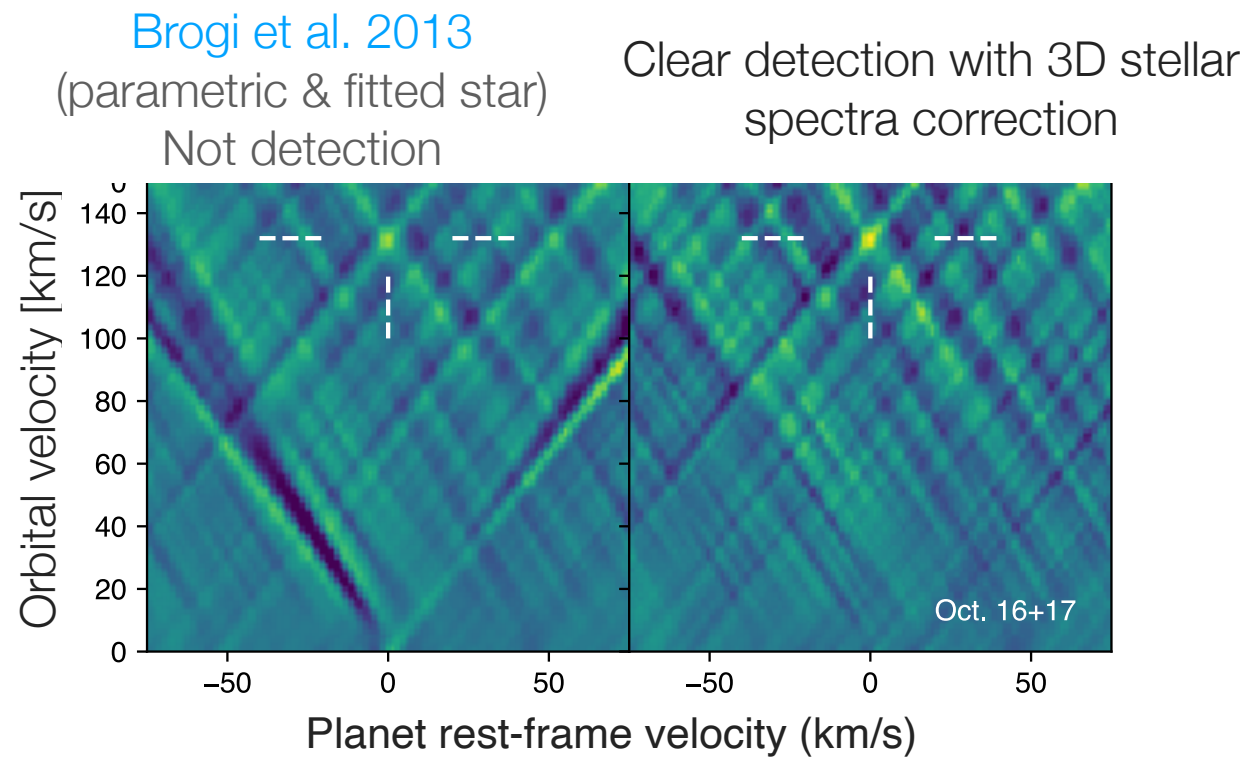 Brogi et al. 2013
(parametric & fitted star)
Not detection
Clear detection with 3D stellar
spectra correction
Orbital velocity [km/s]
140
120
100
80
60
40
20
0
Oct. 16+17
−50 0 50 −50 0 50
Planet rest-frame velocity (km/s)